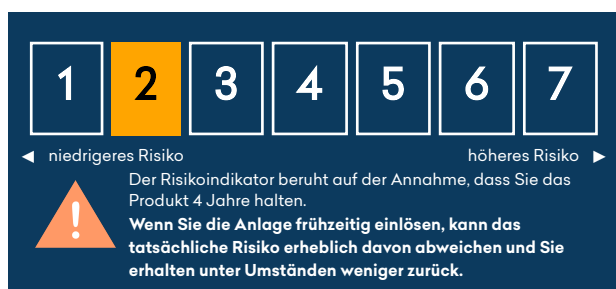 1 2 3 4 5 6 7
◄ niedrigeres Risiko höheres Risiko ►
Der Risikoindikator beruht auf der Annahme, dass Sie das
Produkt 4 Jahre halten.
!
Wenn Sie die Anlage frühzeitig einlösen, kann das
tatsächliche Risiko erheblich davon abweichen und Sie
erhalten unter Umständen weniger zurück.